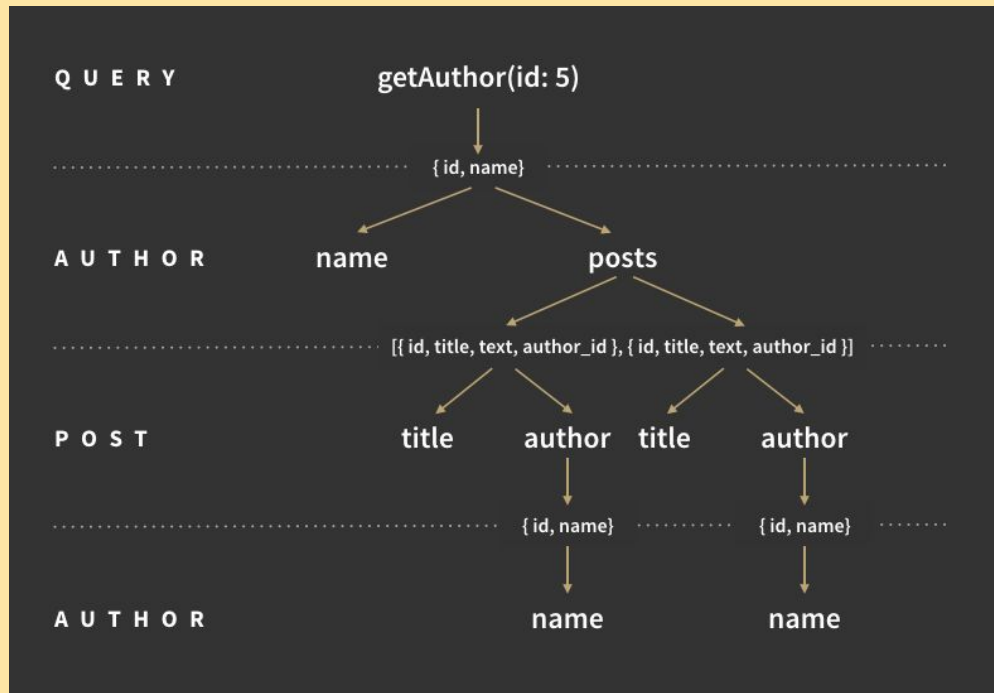 QUERY getAuthor(id: 5)
{ id, name}
AUTHOR name posts
[{ id, title, text, author_id }, { id, title, text, author_id }]
POST title author title author
{ id, name} { id, name}
AUTHOR name name